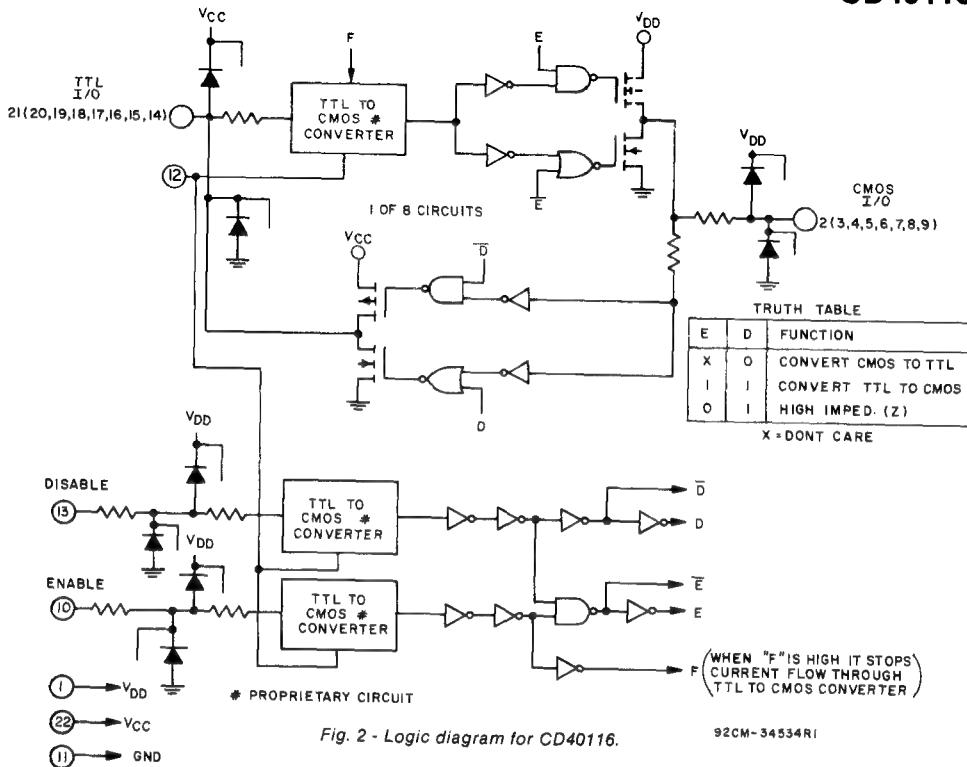 VCC
F
E
VDD
TTL
I/O
21(20,19,18,17,16,15,14)
TTL TO
CMOS #
CONVERTER
12
E
VDD
CMOS
I/O
2(3,4,5,6,7,8,9)
1 OF 8 CIRCUITS
VCC
D̅
D
TRUTH TABLE
E D FUNCTION
X 0 CONVERT CMOS TO TTL
1 1 CONVERT TTL TO CMOS
0 1 HIGH IMPED. (Z)
X = DONT CARE
VDD
DISABLE
13
TTL TO
CMOS #
CONVERTER
D̅
D
VDD
ENABLE
10
TTL TO
CMOS #
CONVERTER
E̅
E
F (WHEN "F" IS HIGH IT STOPS
CURRENT FLOW THROUGH
TTL TO CMOS CONVERTER)
1 VDD
# PROPRIETARY CIRCUIT
22 VCC
11 GND
Fig. 2 - Logic diagram for CD40116.
92CM-34534R1